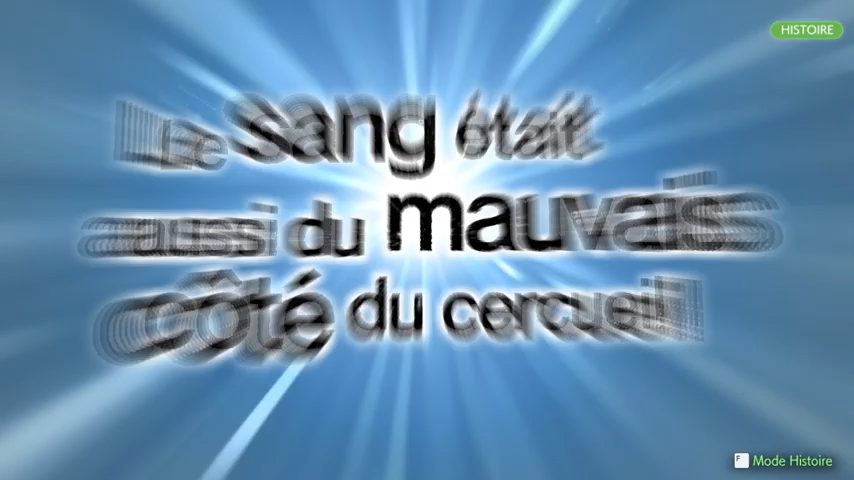 HISTOIRE
Le sang était
aussi du mauvais
côté du cercueil
F Mode Histoire